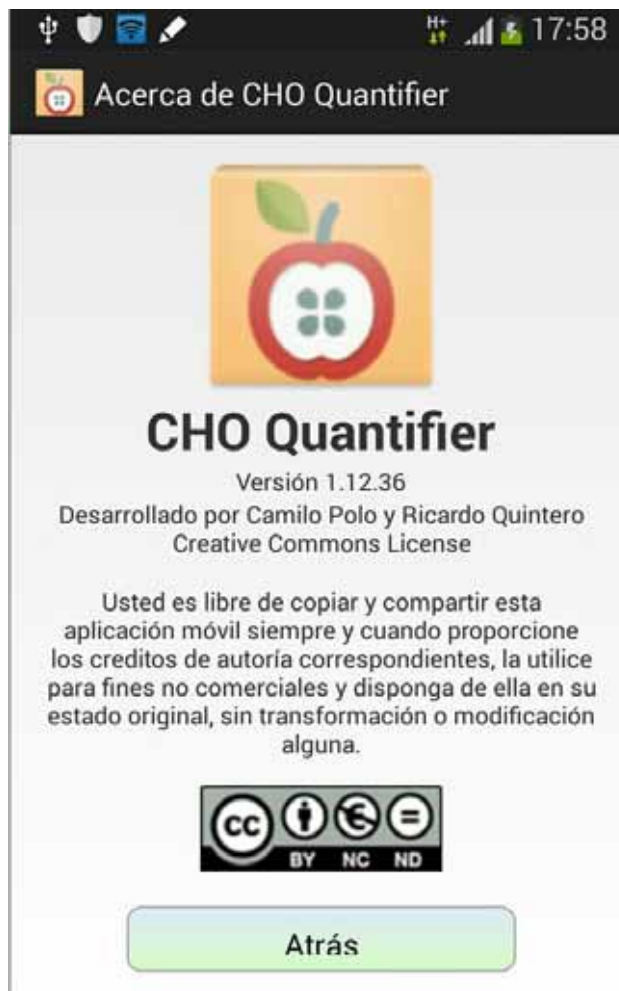 H+
17:58
Acerca de CHO Quantifier
CHO Quantifier
Versión 1.12.36
Desarrollado por Camilo Polo y Ricardo Quintero
Creative Commons License
Usted es libre de copiar y compartir esta
aplicación móvil siempre y cuando proporcione
los creditos de autoría correspondientes, la utilice
para fines no comerciales y disponga de ella en su
estado original, sin transformación o modificación
alguna.
cc
BY NC ND
Atrás